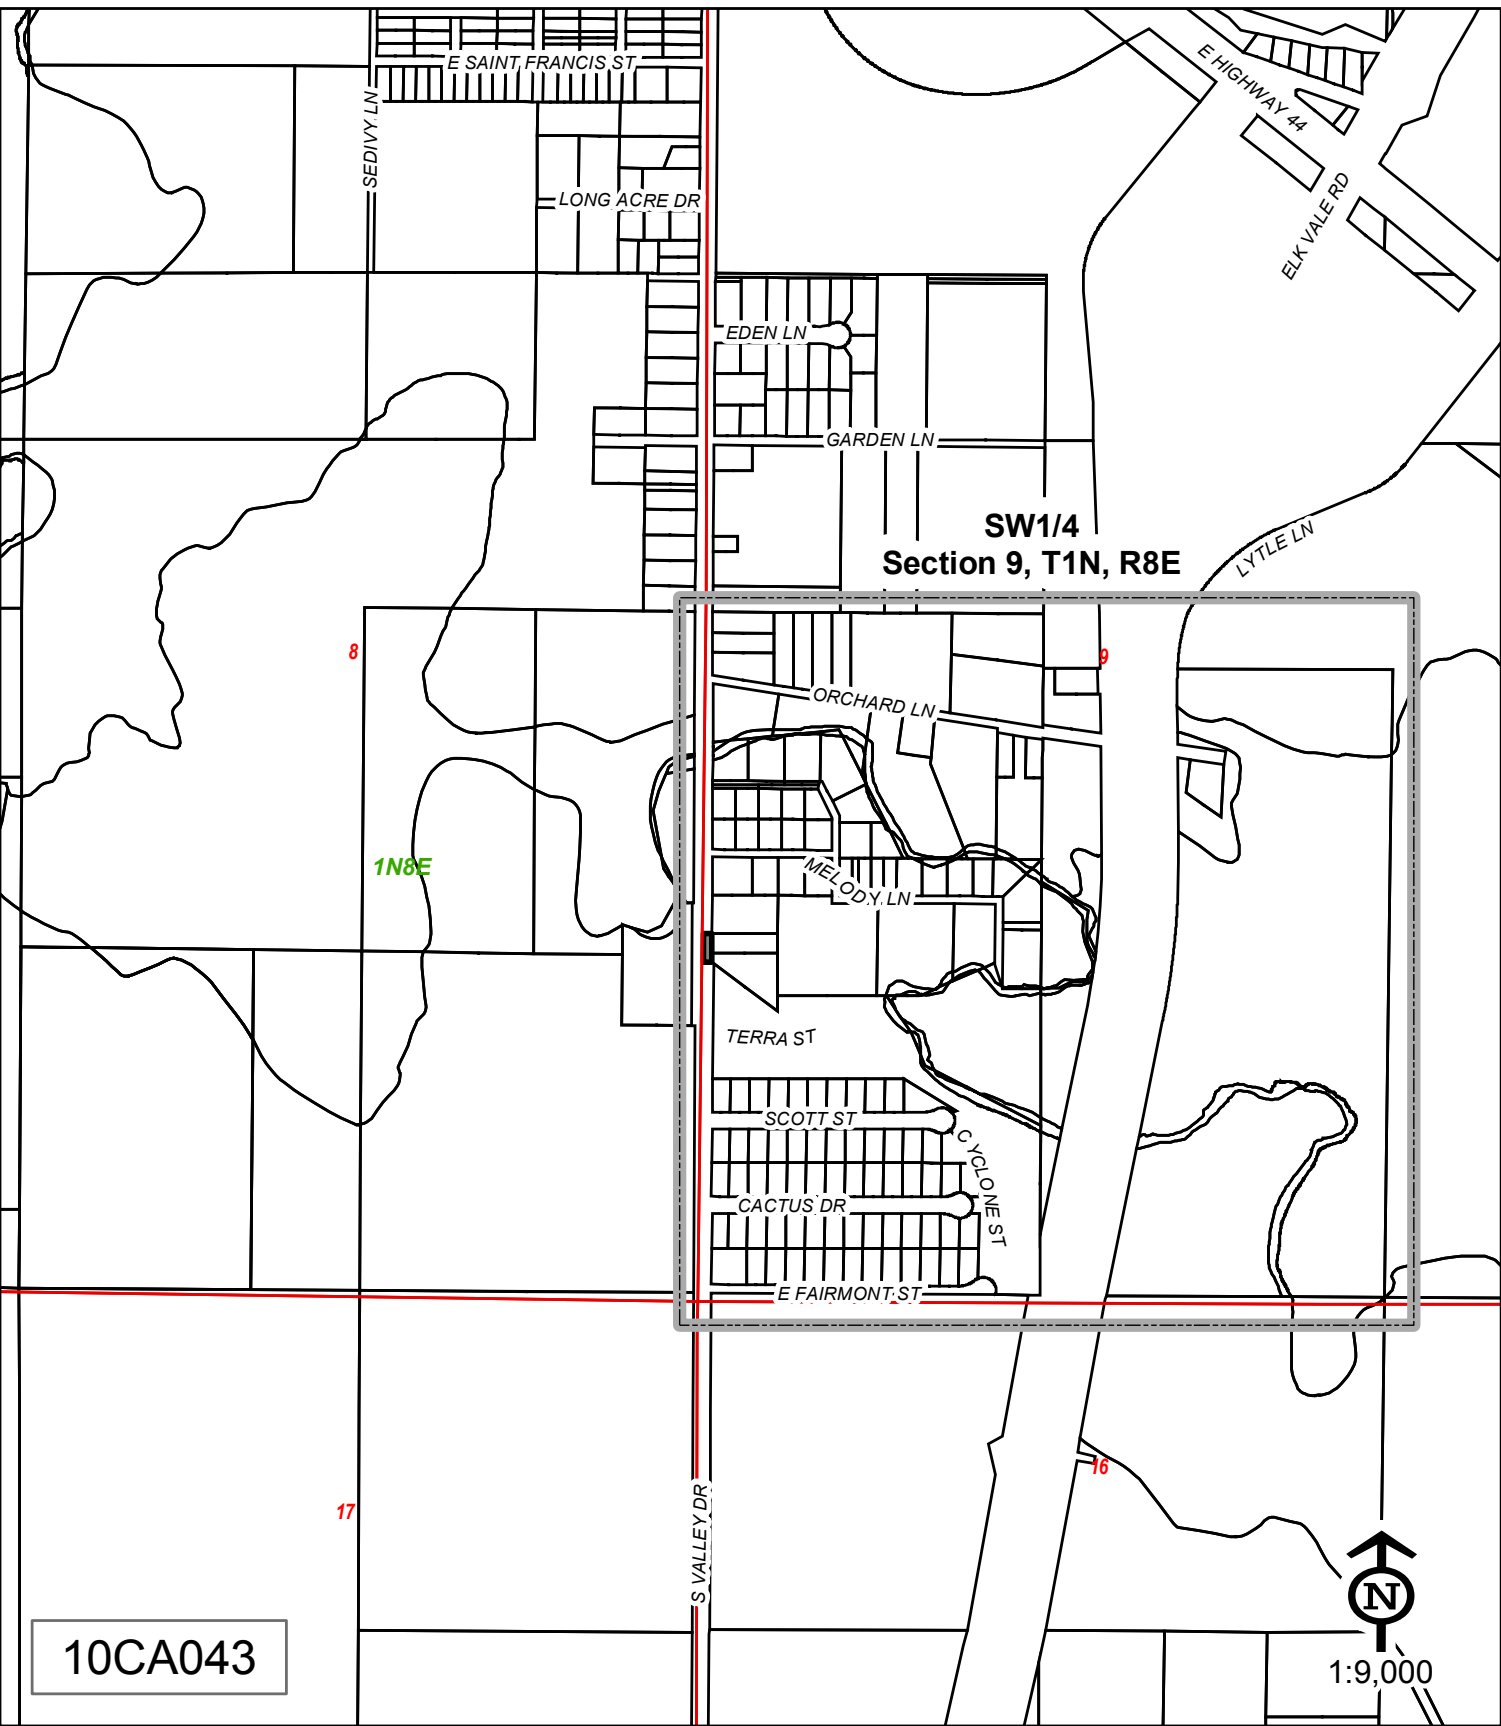 E SAINT FRANCIS ST
E HIGHWAY 44
SEDIVY LN
LONG ACRE DR
ELK VALE RD
EDEN LN
GARDEN LN
SW1/4
Section 9, T1N, R8E
LYTLE LN
8
9
ORCHARD LN
1N8E
MELODY LN
TERRA ST
SCOTT ST
CYCLONE ST
CACTUS DR
E FAIRMONT ST
16
17
S VALLEY DR
N
10CA043
1:9,000